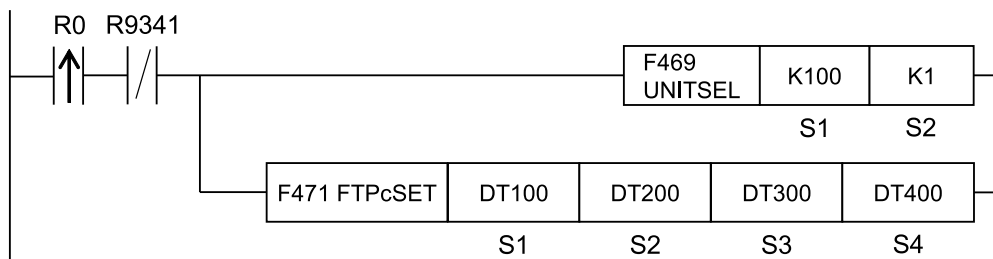 R0 R9341
F469 UNITSEL K100 K1
S1 S2
F471 FTPcSET DT100 DT200 DT300 DT400
S1 S2 S3 S4